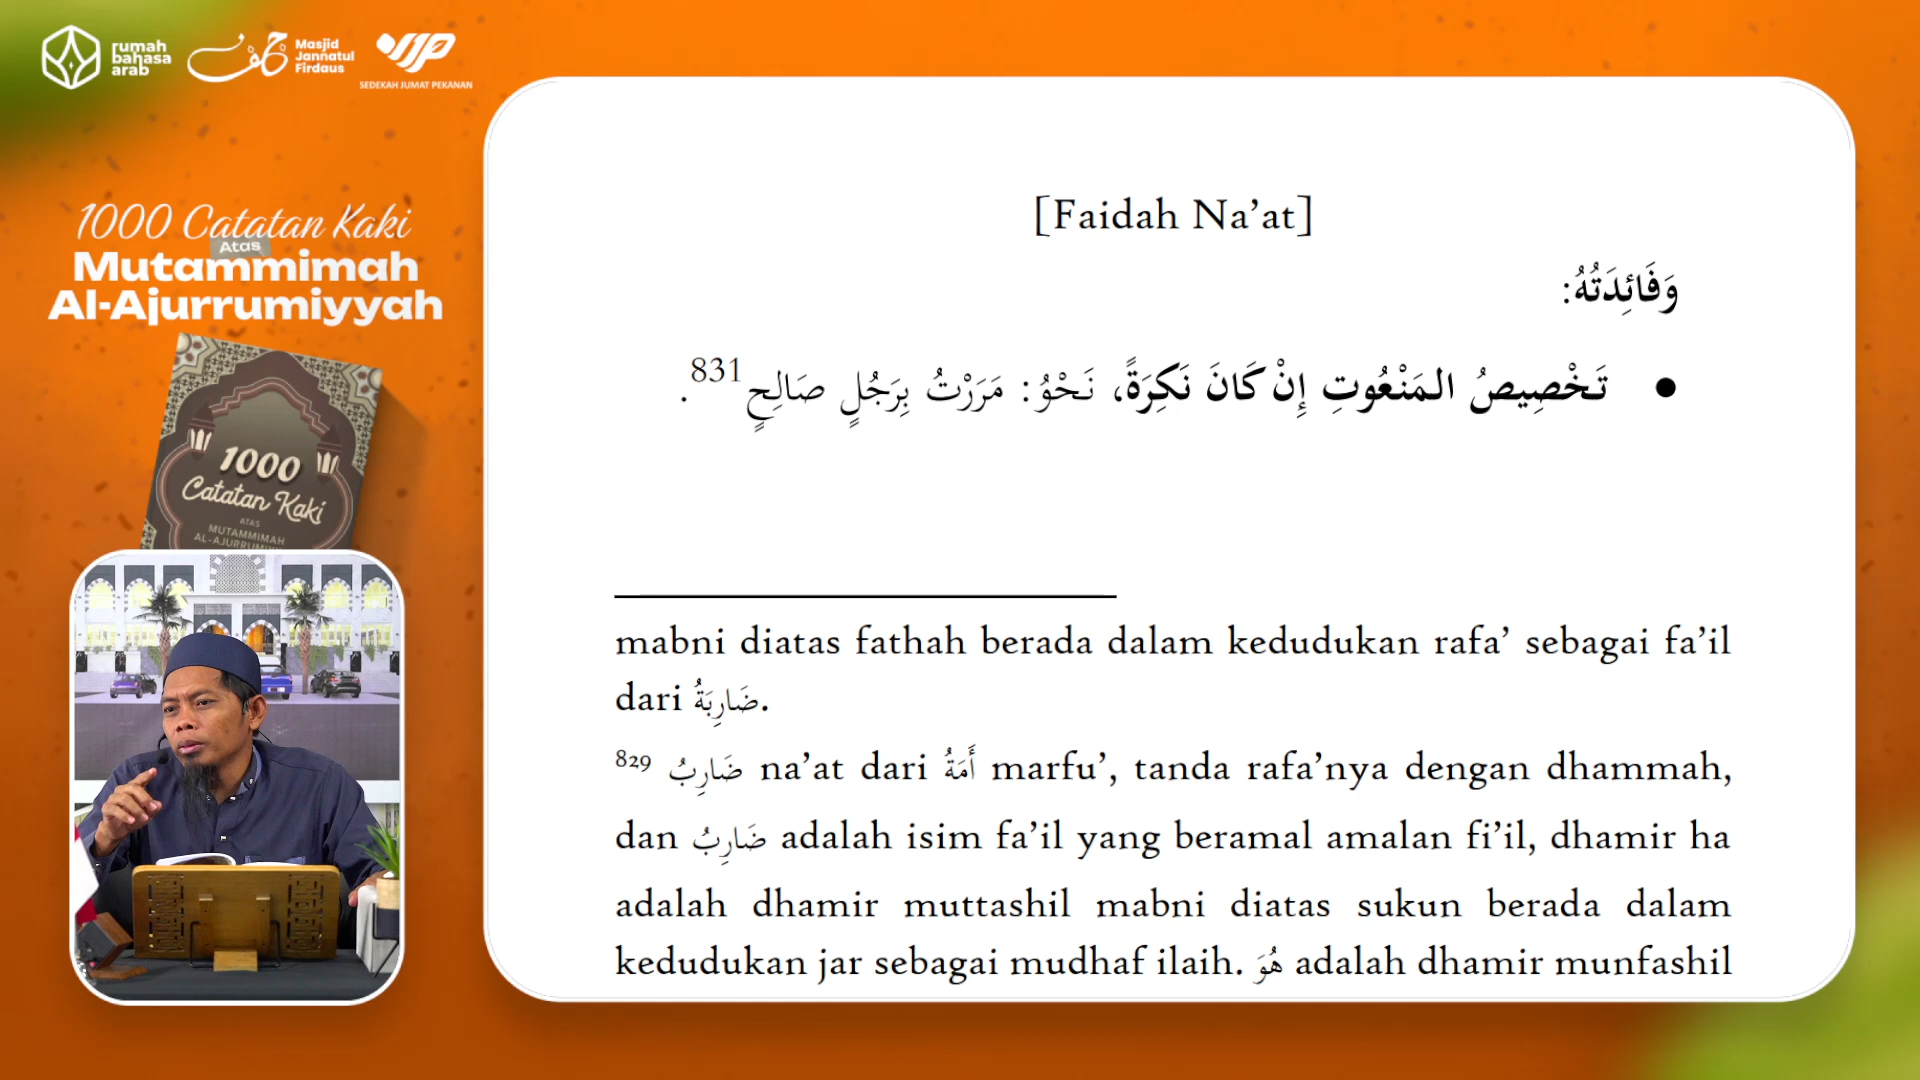 rumah
bahasa
arab
Masjid
Jannatul
Firdaus
VJP
SEDEKAH JUMAT PEKANAN
1000 Catatan Kaki
Atas
Mutammimah
Al-Ajurrumiyyah
1000
Catatan Kaki
ATAS
MUTAMMIMAH
[Faidah Na’at]
وَفَائِدَتُهُ:
● تَخْصِيصُ المَنْعُوتِ إِنْ كَانَ نَكِرَةً، نَحْوُ: مَرَرْتُ بِرَجُلٍ صَالِحٍ831.
mabni diatas fathah berada dalam kedudukan rafa’ sebagai fa’il
dari ضَارِبَةُ.
829 ضَارِبُ na’at dari أَمَةُ marfu’, tanda rafa’nya dengan dhammah,
dan ضَارِبُ adalah isim fa’il yang beramal amalan fi’il, dhamir ha
adalah dhamir muttashil mabni diatas sukun berada dalam
kedudukan jar sebagai mudhaf ilaih. هُوَ adalah dhamir munfashil